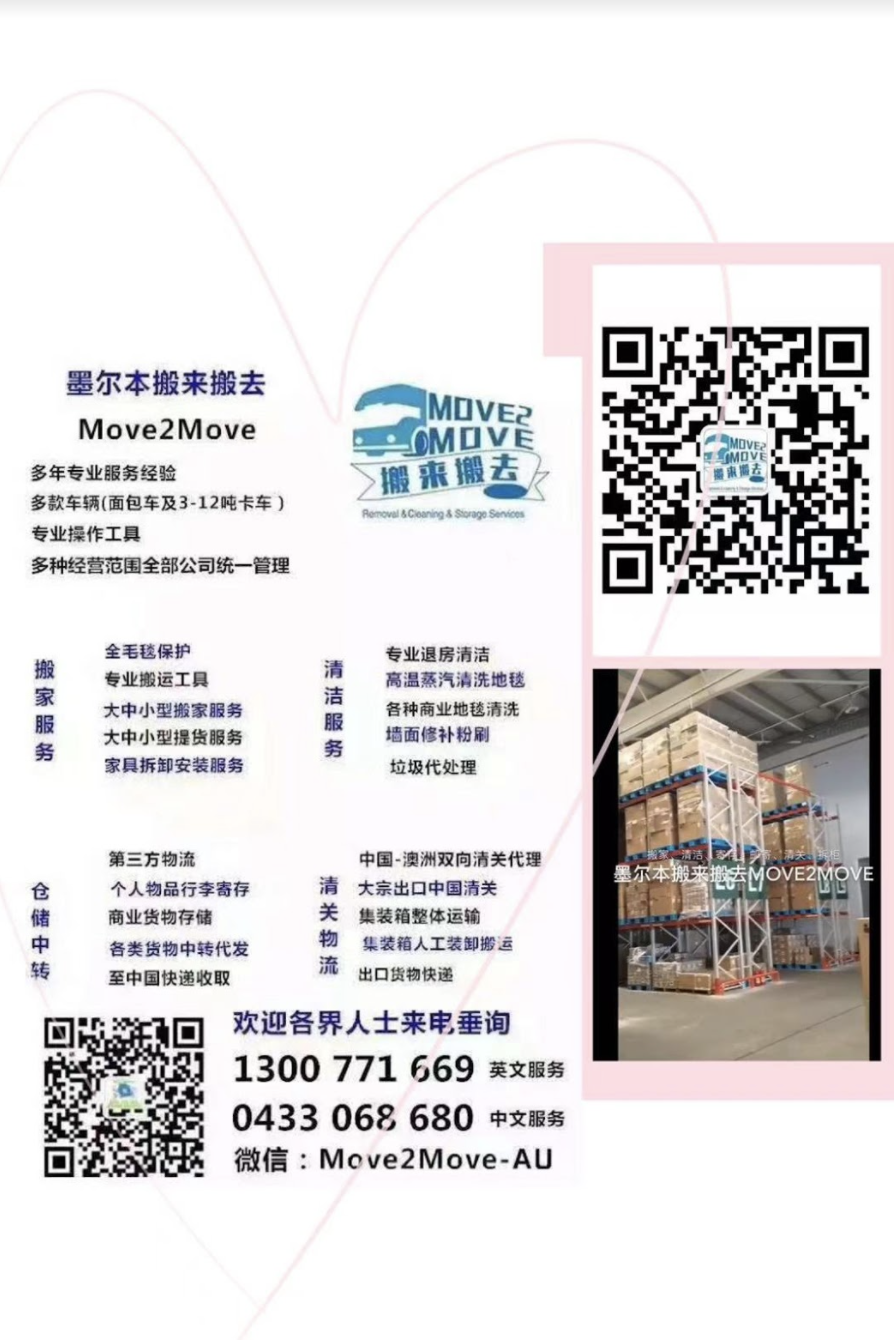 墨尔本搬来搬去
Move2Move
多年专业服务经验
多款车辆(面包车及3-12吨卡车)
专业操作工具
多种经营范围全部公司统一管理
MOVE2
MOVE
搬来搬去
Removal & Cleaning & Storage Services
MOVE2
MOVE
搬来搬去
搬家服务
全毛毯保护
专业搬运工具
大中小型搬家服务
大中小型提货服务
家具拆卸安装服务
清洁服务
专业退房清洁
高温蒸汽清洗地毯
各种商业地毯清洗
墙面修补粉刷
垃圾代处理
仓储中转
第三方物流
个人物品行李寄存
商业货物存储
各类货物中转代发
至中国快递收取
清关物流
中国-澳洲双向清关代理
大宗出口中国清关
集装箱整体运输
集装箱人工装卸搬运
出口货物快递
搬家、清洁、寄存、邮寄、清关、拆柜
墨尔本搬来搬去MOVE2MOVE
欢迎各界人士来电垂询
1300 771 669 英文服务
0433 068 680 中文服务
微信：Move2Move-AU